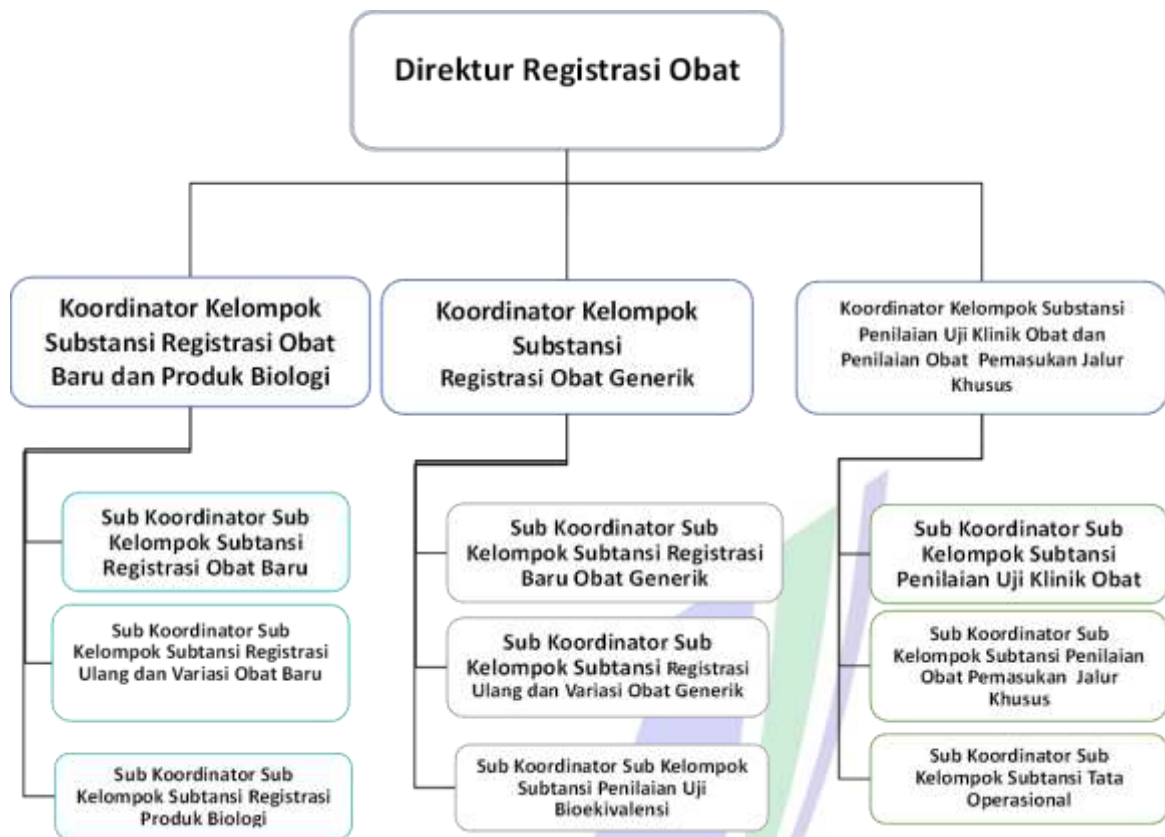 Direktur Registrasi Obat
Koordinator Kelompok
Substansi Registrasi Obat
Baru dan Produk Biologi
Koordinator Kelompok
Substansi
Registrasi Obat Generik
Koordinator Kelompok Substansi
Penilaian Uji Klinik Obat dan
Penilaian Obat Pemasukan Jalur
Khusus
Sub Koordinator Sub
Kelompok Subtansi
Registrasi Obat Baru
Sub Koordinator Sub
Kelompok Subtansi Registrasi
Ulang dan Variasi Obat Baru
Sub Koordinator Sub
Kelompok Subtansi Registrasi
Produk Biologi
Sub Koordinator Sub
Kelompok Subtansi Registrasi
Baru Obat Generik
Sub Koordinator Sub
Kelompok Subtansi Registrasi
Ulang dan Variasi Obat Generik
Sub Koordinator Sub Kelompok
Subtansi Penilaian Uji
Bioekivalensi
Sub Koordinator Sub
Kelompok Subtansi
Penilaian Uji Klinik Obat
Sub Koordinator Sub
Kelompok Subtansi Penilaian
Obat Pemasukan Jalur
Khusus
Sub Koordinator Sub
Kelompok Subtansi Tata
Operasional